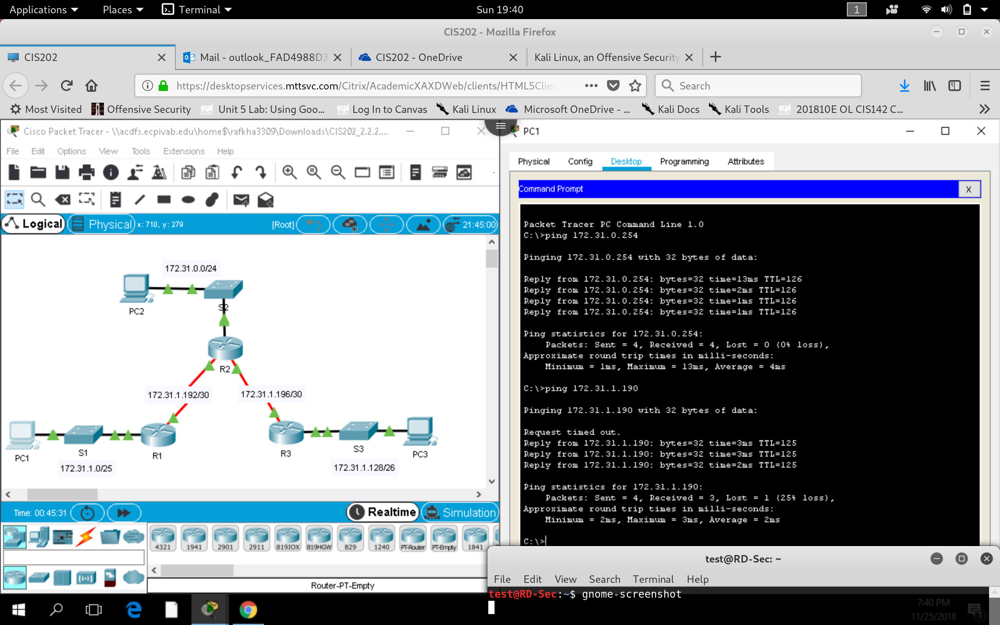 Applications Places Terminal Sun 19:40 1
CIS202 - Mozilla Firefox
CIS202 Mail - outlook_FAD4988D3 CIS202 - OneDrive Kali Linux, an Offensive Security
https://desktopservices.mttsvc.com/Citrix/AcademicXAXDWeb/clients/HTML5Clien Search
Most Visited Offensive Security Unit 5 Lab: Using Goo... Log In to Canvas Kali Linux Microsoft OneDrive - ... Kali Docs Kali Tools 201810E OL CIS142 C...
Cisco Packet Tracer - \\acdfs.ecpivab.edu\home$\rafkha3309\Downloads\CIS202_2.2.2....
File Edit Options View Tools Extensions Help
Logical Physical x: 710, y: 279 [Root] 21:45:00
172.31.0.0/24
PC2
S2
R2
172.31.1.192/30
172.31.1.196/30
PC1
S1
R1
R3
S3
PC3
172.31.1.0/25
172.31.1.128/26
Time: 00:45:31 Realtime Simulation
4321 1941 2901 2911 819IOX 819HGW 829 1240 PT-Router PT-Empty 1841
Router-PT-Empty
PC1
Physical Config Desktop Programming Attributes
Command Prompt X
Packet Tracer PC Command Line 1.0
C:\>ping 172.31.0.254
Pinging 172.31.0.254 with 32 bytes of data:
Reply from 172.31.0.254: bytes=32 time=13ms TTL=126
Reply from 172.31.0.254: bytes=32 time=2ms TTL=126
Reply from 172.31.0.254: bytes=32 time=1ms TTL=126
Reply from 172.31.0.254: bytes=32 time=1ms TTL=126
Ping statistics for 172.31.0.254:
Packets: Sent = 4, Received = 4, Lost = 0 (0% loss),
Approximate round trip times in milli-seconds:
Minimum = 1ms, Maximum = 13ms, Average = 4ms
C:\>ping 172.31.1.190
Pinging 172.31.1.190 with 32 bytes of data:
Request timed out.
Reply from 172.31.1.190: bytes=32 time=3ms TTL=125
Reply from 172.31.1.190: bytes=32 time=3ms TTL=125
Reply from 172.31.1.190: bytes=32 time=2ms TTL=125
Ping statistics for 172.31.1.190:
Packets: Sent = 4, Received = 3, Lost = 1 (25% loss),
Approximate round trip times in milli-seconds:
Minimum = 2ms, Maximum = 3ms, Average = 2ms
C:\>
test@RD-Sec: ~
File Edit View Search Terminal Help
test@RD-Sec:~$ gnome-screenshot
7:40 PM
11/25/2018
1